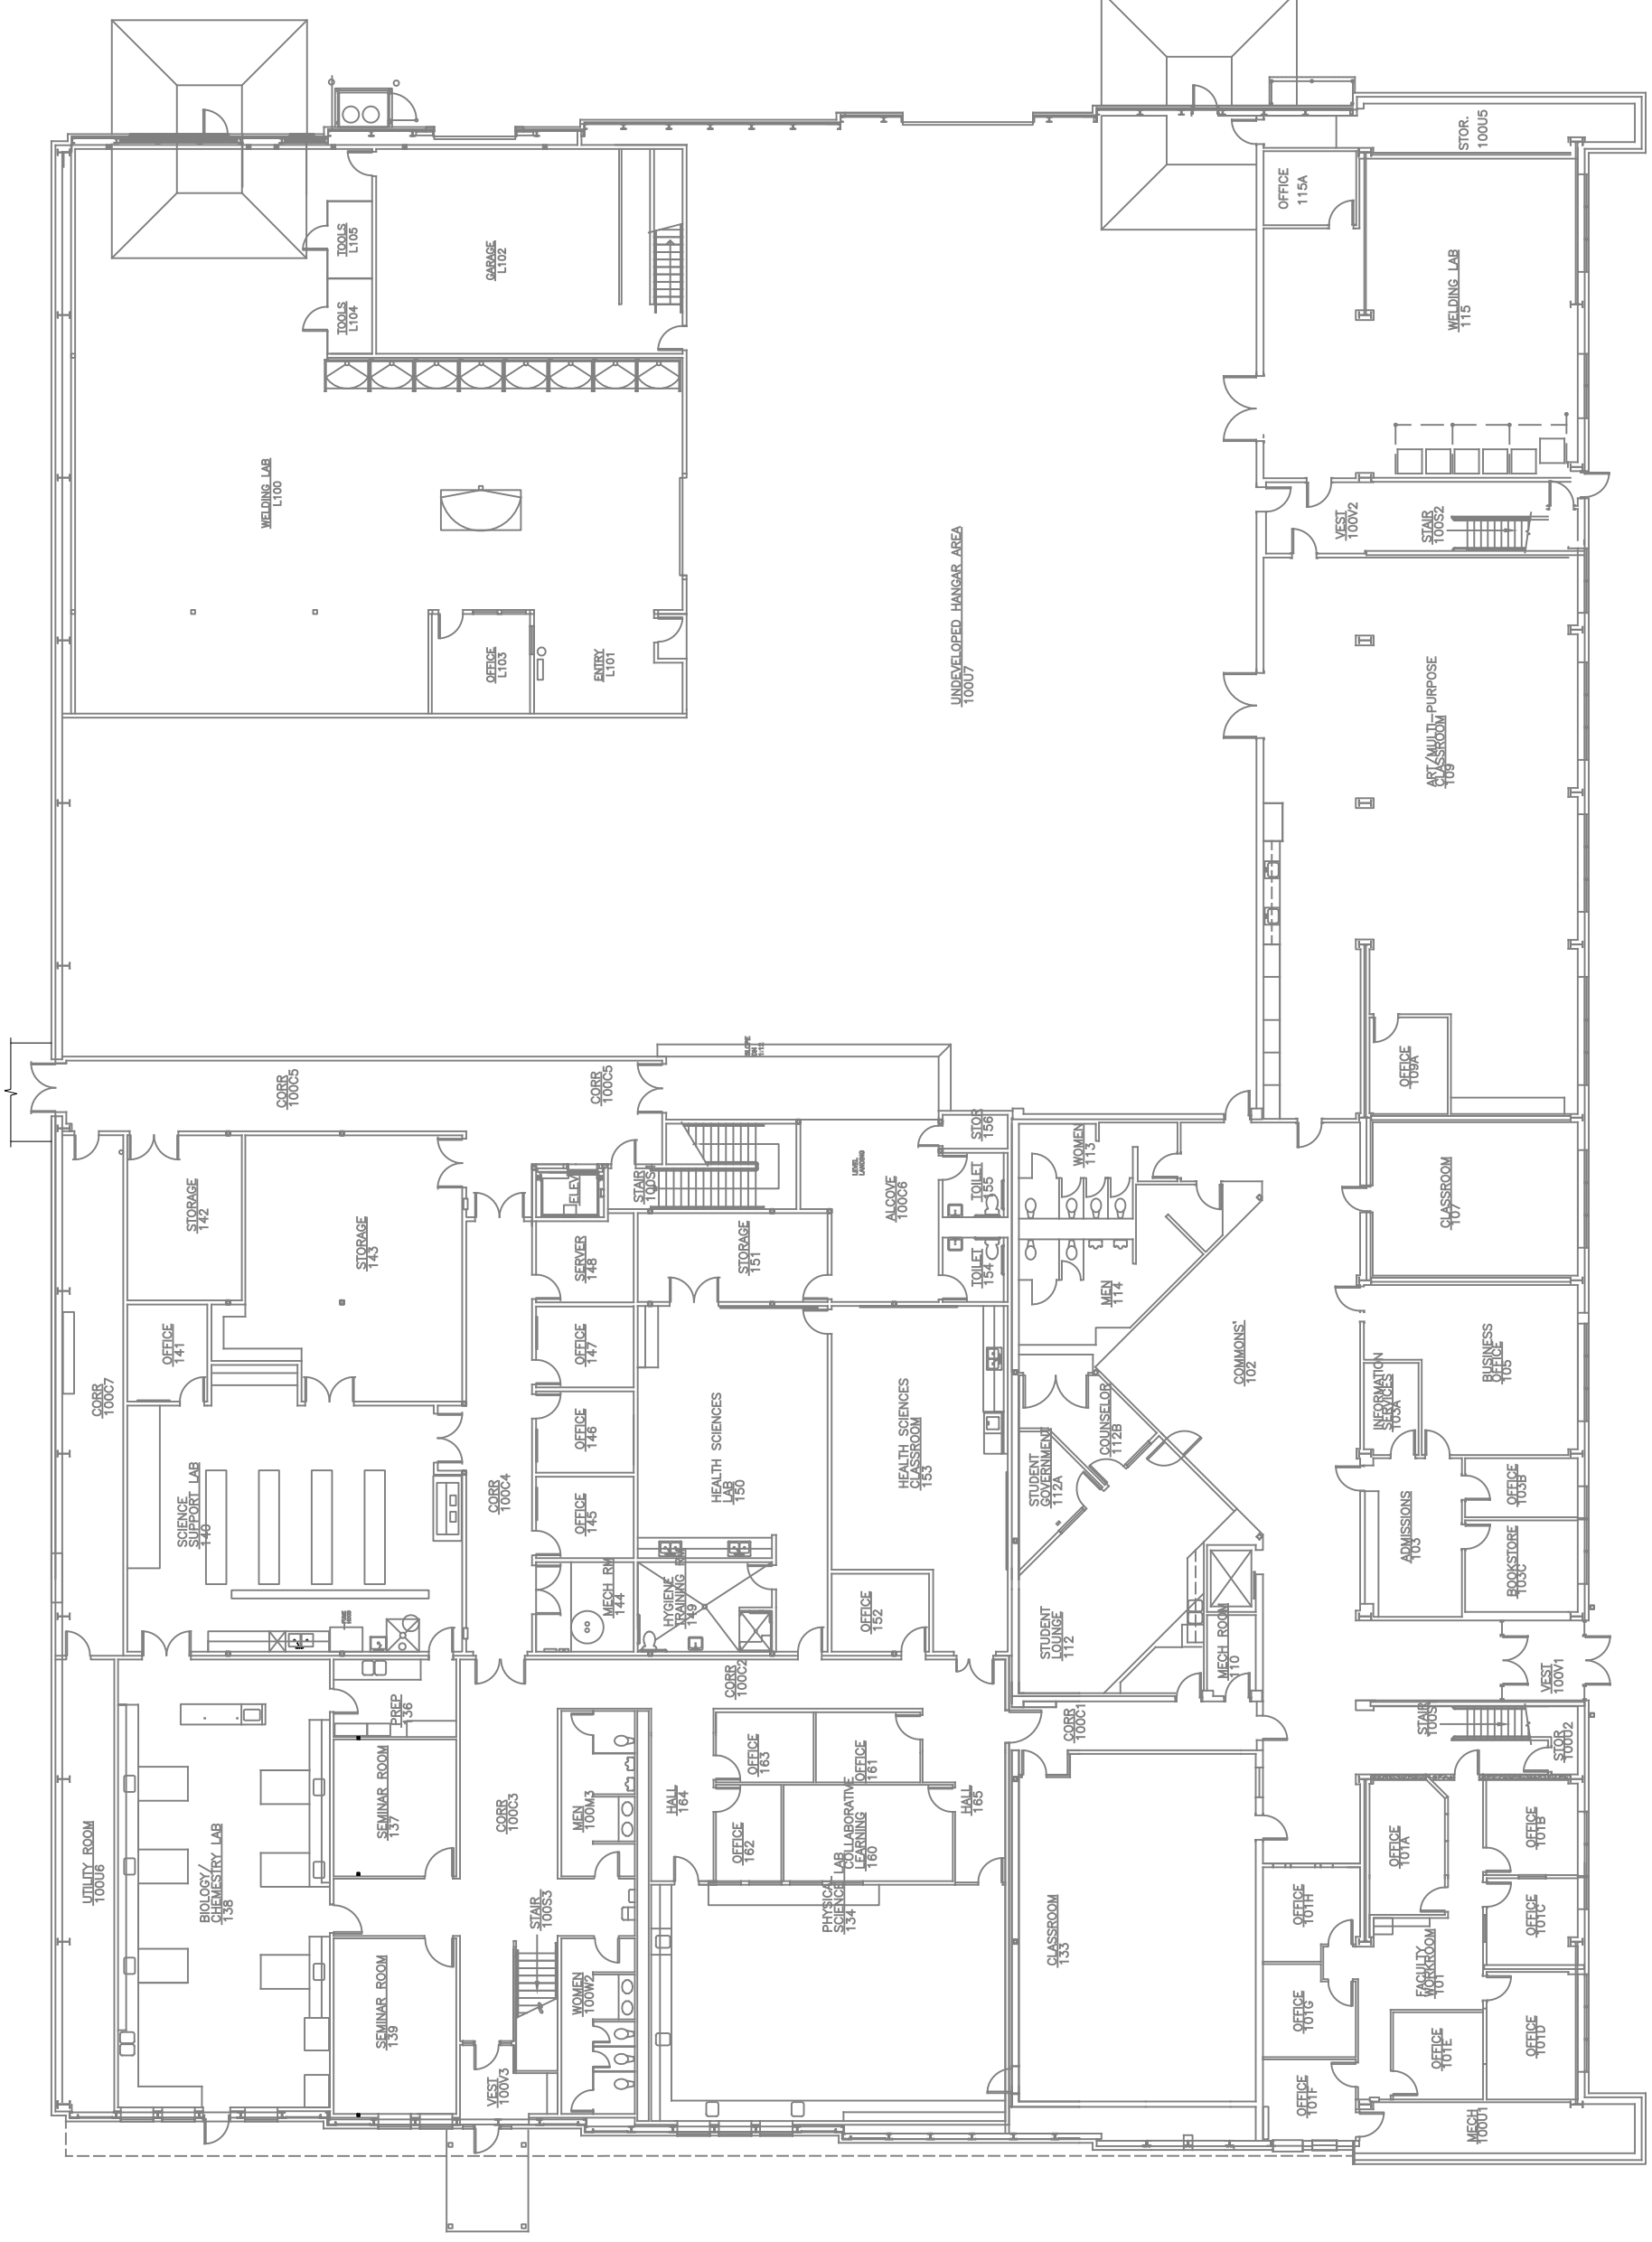 STOR.
100U5
OFFICE
115A
WELDING LAB
115
TOOLS
L105
TOOLS
L104
GARAGE
L102
WELDING LAB
L100
OFFICE
L103
ENTRY
L101
UNDEVELOPED HANGAR AREA
100U7
VEST
100V2
STAIR
100S2
ART/MULTI-PURPOSE
CLASSROOM
109
OFFICE
109A
CORR
100C5
CORR
100C5
SLOPE
DN
1:12
STORAGE
142
STORAGE
143
OFFICE
141
CORR
100C7
ELEV
STAIR
100S
SERVER
148
STORAGE
151
LEVEL
LANDING
ALCOVE
100C6
STOR
156
TOILET
155
TOILET
154
WOMEN
113
MEN
114
CLASSROOM
107
COMMONS'
102
OFFICE
147
OFFICE
146
OFFICE
145
CORR
100C4
SCIENCE
SUPPORT LAB
140
HEALTH SCIENCES
LAB
150
HEALTH SCIENCES
CLASSROOM
153
STUDENT
GOVERNMENT
112A
COUNSELOR
112B
INFORMATION
SERVICES
103A
BUSINESS
OFFICE
105
ADMISSIONS
103
OFFICE
103B
BOOKSTORE
103C
MECH RM
144
HYGIENE
TRAINING RM
149
OFFICE
152
STUDENT
LOUNGE
112
MECH ROOM
110
CORR
100C2
CORR
100C1
VEST
100V1
STAIR
100S
STOR
100U2
PREP
136
SEMINAR ROOM
137
SEMINAR ROOM
139
UTILITY ROOM
100U6
BIOLOGY/
CHEMESTRY LAB
138
CORR
100C3
MEN
100M3
STAIR
100S3
WOMEN
100W2
VEST
100V3
HALL
164
OFFICE
163
OFFICE
161
OFFICE
162
COLLABORATIVE
LEARNING
160
HALL
165
PHYSICAL
SCIENCE LAB
134
CLASSROOM
133
OFFICE
101A
OFFICE
101B
OFFICE
101C
OFFICE
101H
FACULTY
WORKROOM
101
OFFICE
101G
OFFICE
101E
OFFICE
101D
OFFICE
101F
MECH
100U1